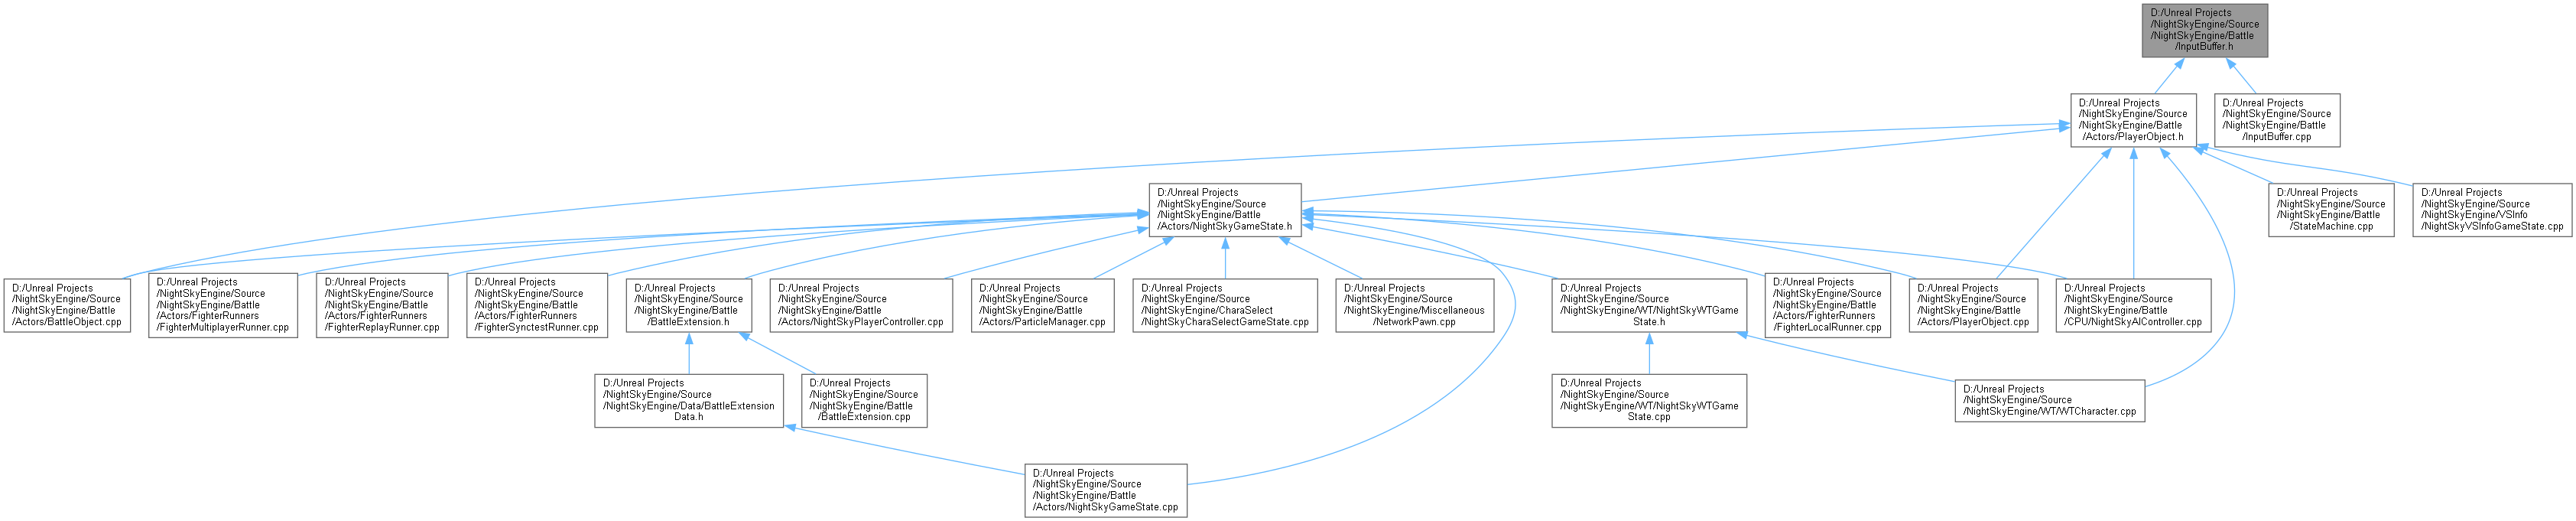 D:/Unreal Projects
/NightSkyEngine/Source
/NightSkyEngine/Battle
/InputBuffer.h
D:/Unreal Projects
/NightSkyEngine/Source
/NightSkyEngine/Battle
/Actors/PlayerObject.h
D:/Unreal Projects
/NightSkyEngine/Source
/NightSkyEngine/Battle
/InputBuffer.cpp
D:/Unreal Projects
/NightSkyEngine/Source
/NightSkyEngine/Battle
/Actors/NightSkyGameState.h
D:/Unreal Projects
/NightSkyEngine/Source
/NightSkyEngine/Battle
/StateMachine.cpp
D:/Unreal Projects
/NightSkyEngine/Source
/NightSkyEngine/VSInfo
/NightSkyVSInfoGameState.cpp
D:/Unreal Projects
/NightSkyEngine/Source
/NightSkyEngine/Battle
/Actors/BattleObject.cpp
D:/Unreal Projects
/NightSkyEngine/Source
/NightSkyEngine/Battle
/Actors/FighterRunners
/FighterMultiplayerRunner.cpp
D:/Unreal Projects
/NightSkyEngine/Source
/NightSkyEngine/Battle
/Actors/FighterRunners
/FighterReplayRunner.cpp
D:/Unreal Projects
/NightSkyEngine/Source
/NightSkyEngine/Battle
/Actors/FighterRunners
/FighterSynctestRunner.cpp
D:/Unreal Projects
/NightSkyEngine/Source
/NightSkyEngine/Battle
/BattleExtension.h
D:/Unreal Projects
/NightSkyEngine/Source
/NightSkyEngine/Battle
/Actors/NightSkyPlayerController.cpp
D:/Unreal Projects
/NightSkyEngine/Source
/NightSkyEngine/Battle
/Actors/ParticleManager.cpp
D:/Unreal Projects
/NightSkyEngine/Source
/NightSkyEngine/CharaSelect
/NightSkyCharaSelectGameState.cpp
D:/Unreal Projects
/NightSkyEngine/Source
/NightSkyEngine/Miscellaneous
/NetworkPawn.cpp
D:/Unreal Projects
/NightSkyEngine/Source
/NightSkyEngine/WT/NightSkyWTGame
State.h
D:/Unreal Projects
/NightSkyEngine/Source
/NightSkyEngine/Battle
/Actors/FighterRunners
/FighterLocalRunner.cpp
D:/Unreal Projects
/NightSkyEngine/Source
/NightSkyEngine/Battle
/Actors/PlayerObject.cpp
D:/Unreal Projects
/NightSkyEngine/Source
/NightSkyEngine/Battle
/CPU/NightSkyAIController.cpp
D:/Unreal Projects
/NightSkyEngine/Source
/NightSkyEngine/Data/BattleExtension
Data.h
D:/Unreal Projects
/NightSkyEngine/Source
/NightSkyEngine/Battle
/BattleExtension.cpp
D:/Unreal Projects
/NightSkyEngine/Source
/NightSkyEngine/WT/NightSkyWTGame
State.cpp
D:/Unreal Projects
/NightSkyEngine/Source
/NightSkyEngine/WT/WTCharacter.cpp
D:/Unreal Projects
/NightSkyEngine/Source
/NightSkyEngine/Battle
/Actors/NightSkyGameState.cpp